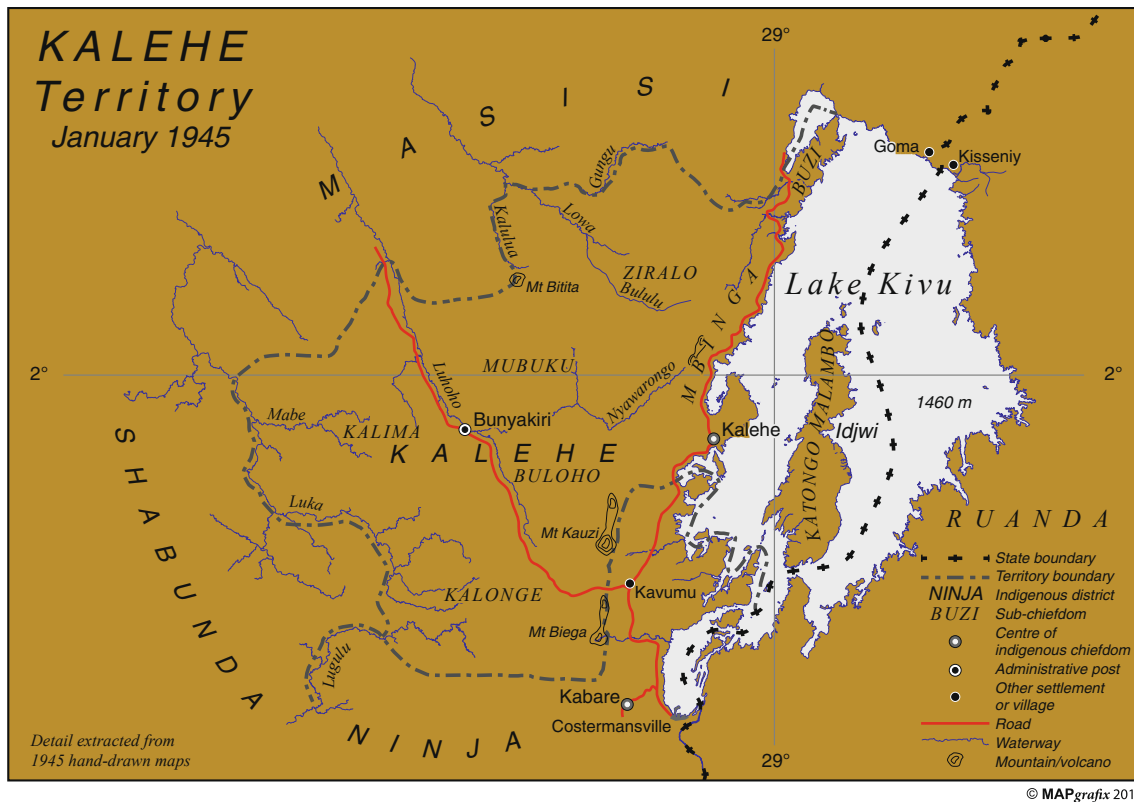 KALEHE
Territory
January 1945
29°
MASISI
Goma
Kisseniy
BUZI
Gungu
Kalulua
Lowa
Mt Bitita
ZIRALO
Bululu
Lake Kivu
MBINGA
2°
2°
Luhoho
MUBUKU
Nyawarongo
1460 m
Mabe
KALIMA
Bunyakiri
Kalehe
Idjwi
KATONGO MALAMBO
KALEHE
BULOHO
SHABUNDA
Luka
Mt Kauzi
RUANDA
State boundary
Territory boundary
NINJA Indigenous district
BUZI Sub-chiefdom
Centre of
indigenous chiefdom
Administrative post
Other settlement
or village
Road
Waterway
Mountain/volcano
KALONGE
Kavumu
Mt Biega
Lugulu
Kabare
Costermansville
NINJA
Detail extracted from
1945 hand-drawn maps
29°
© MAPgrafix 201